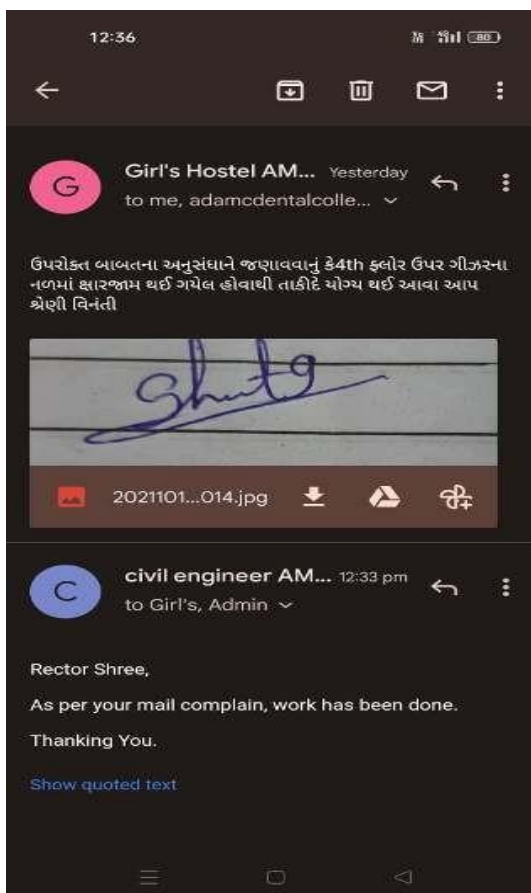 12:36
80
G
Girl's Hostel AM... Yesterday
to me, adamcdentalcolle...
ઉપરોક્ત બાબતના અનુસંધાને જણાવવાનું કે4th ફ્લોર ઉપર ગીઝરના
નળમાં ક્ષારજામ થઈ ગયેલ હોવાથી તાકીદે યોગ્ય થઈ આવા આપ
શ્રેણી વિનંતી
2021101...014.jpg
C
civil engineer AM... 12:33 pm
to Girl's, Admin
Rector Shree,
As per your mail complain, work has been done.
Thanking You.
Show quoted text